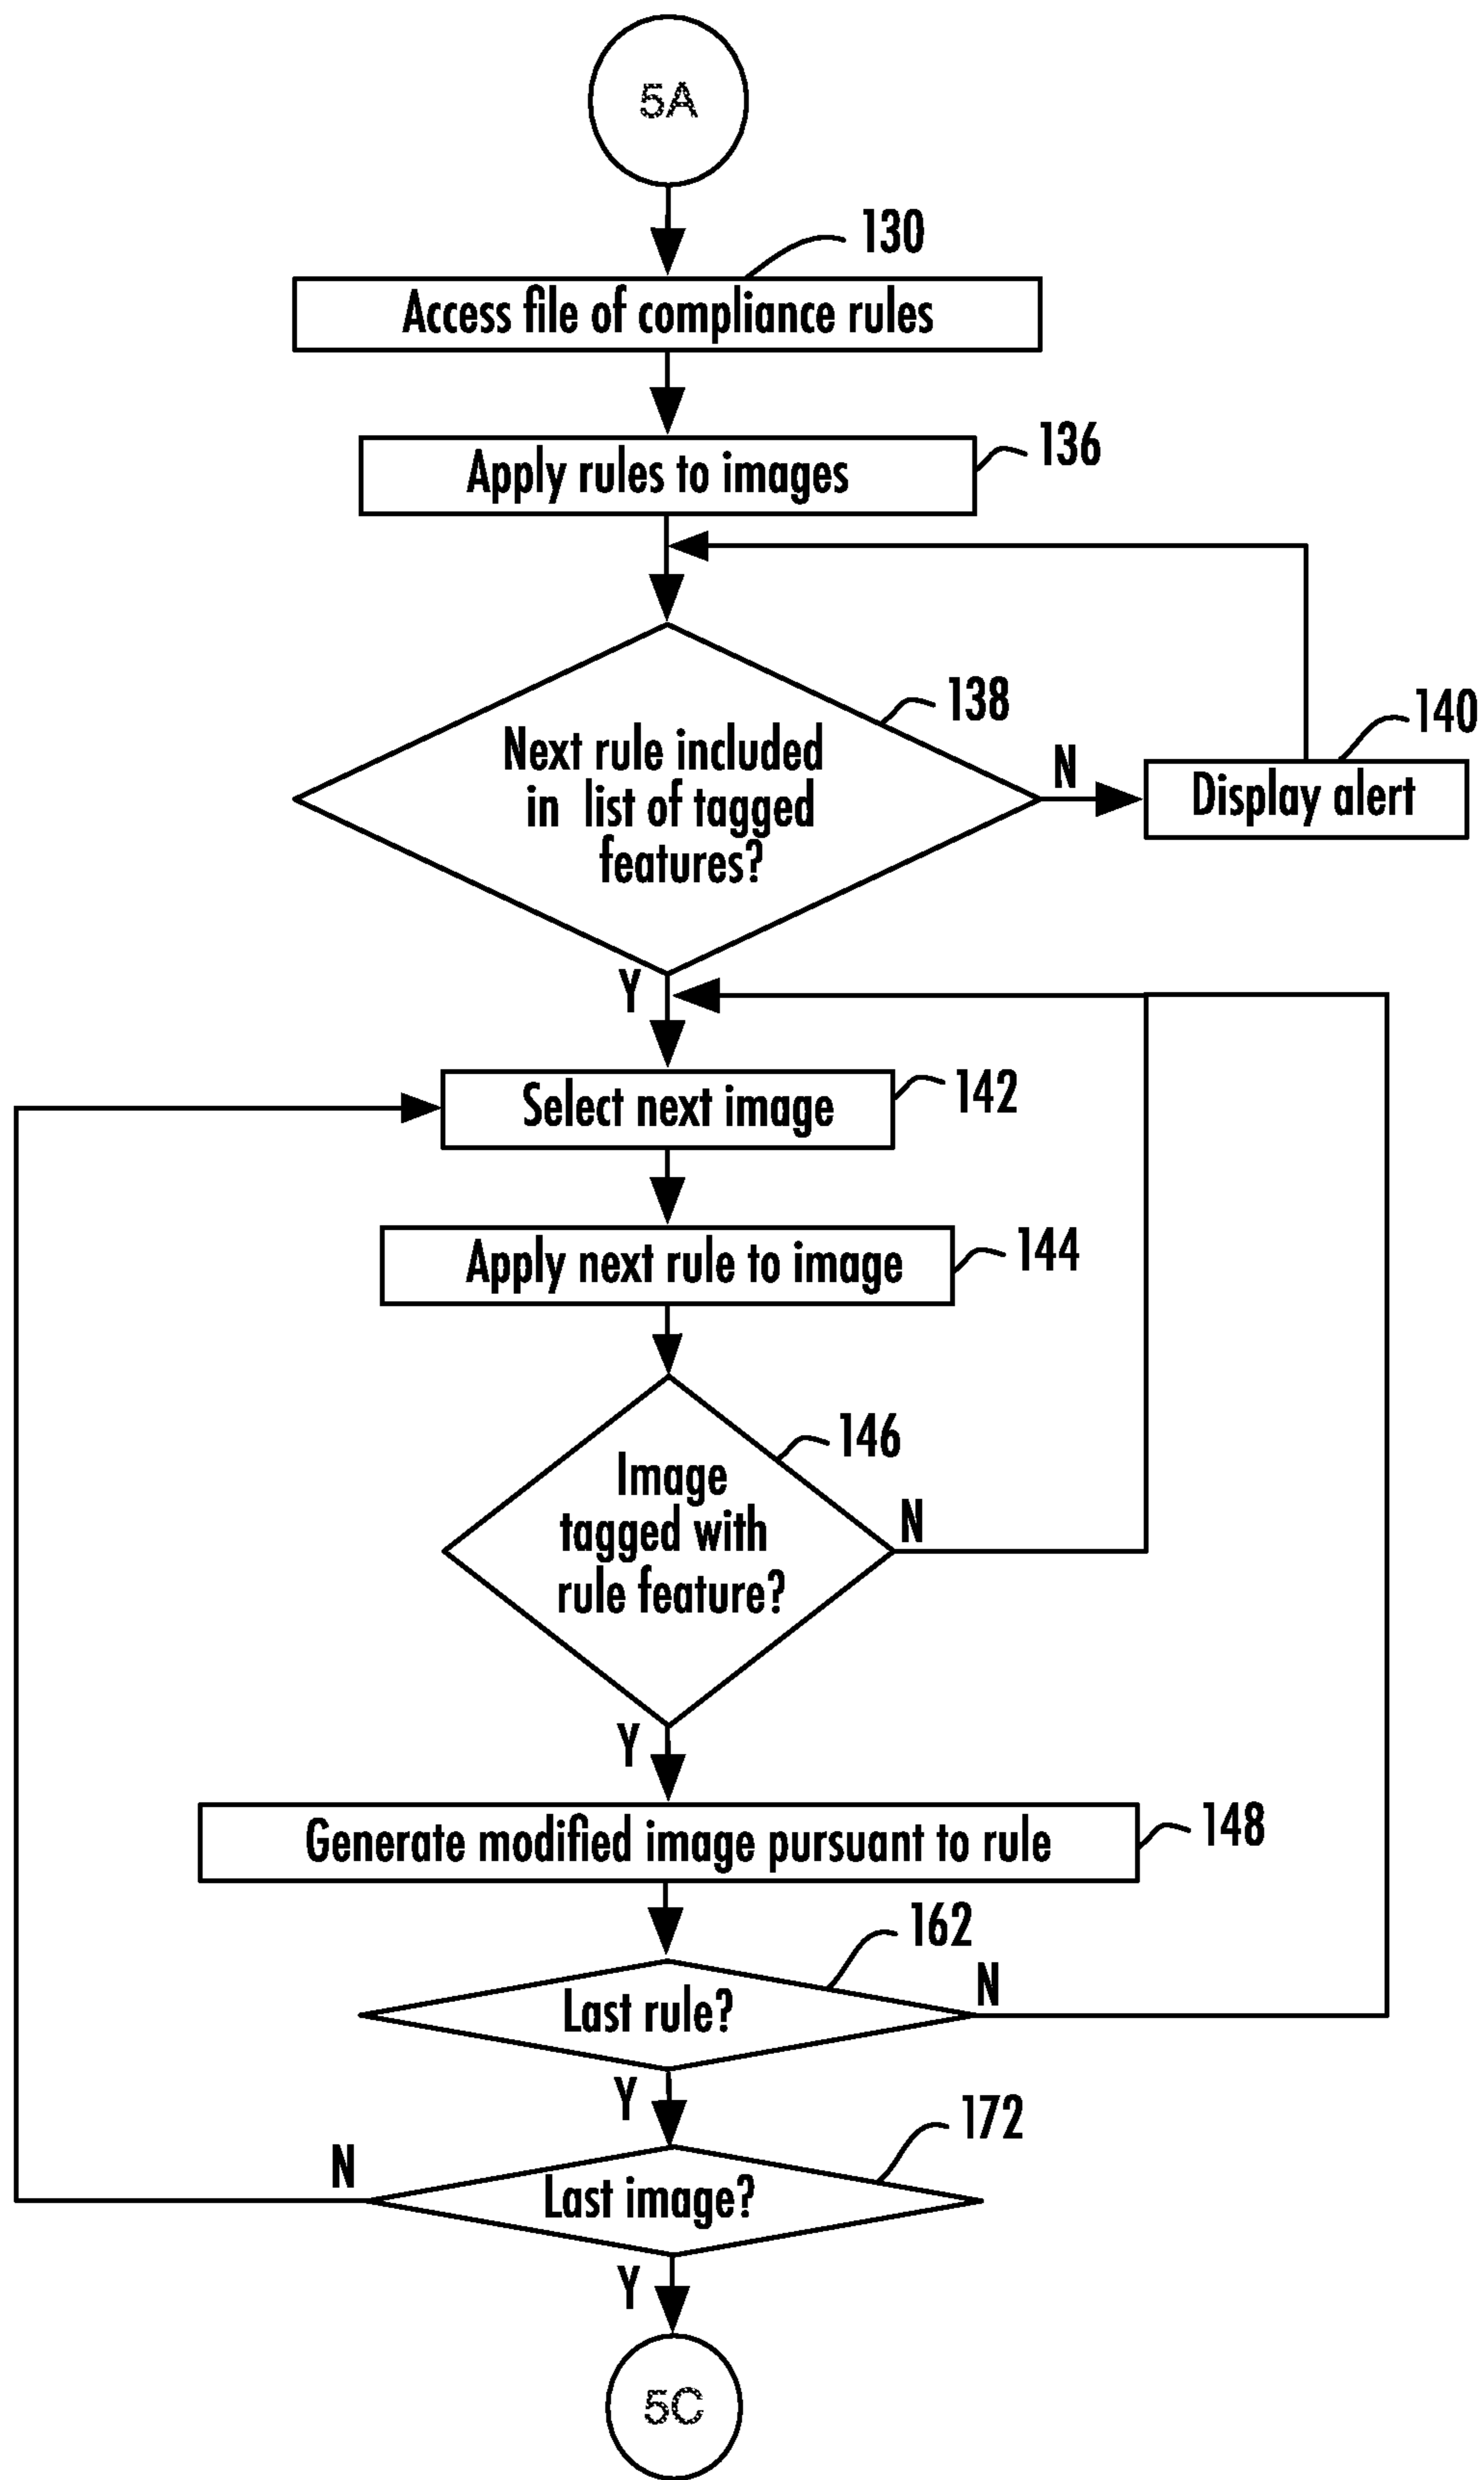 5A
130
Access file of compliance rules
136
Apply rules to images
138
140
Next rule included
in list of tagged
features?
N
Display alert
Y
142
Select next image
144
Apply next rule to image
146
Image
tagged with
rule feature?
N
Y
148
Generate modified image pursuant to rule
162
Last rule?
N
Y
172
N
Last image?
Y
5C